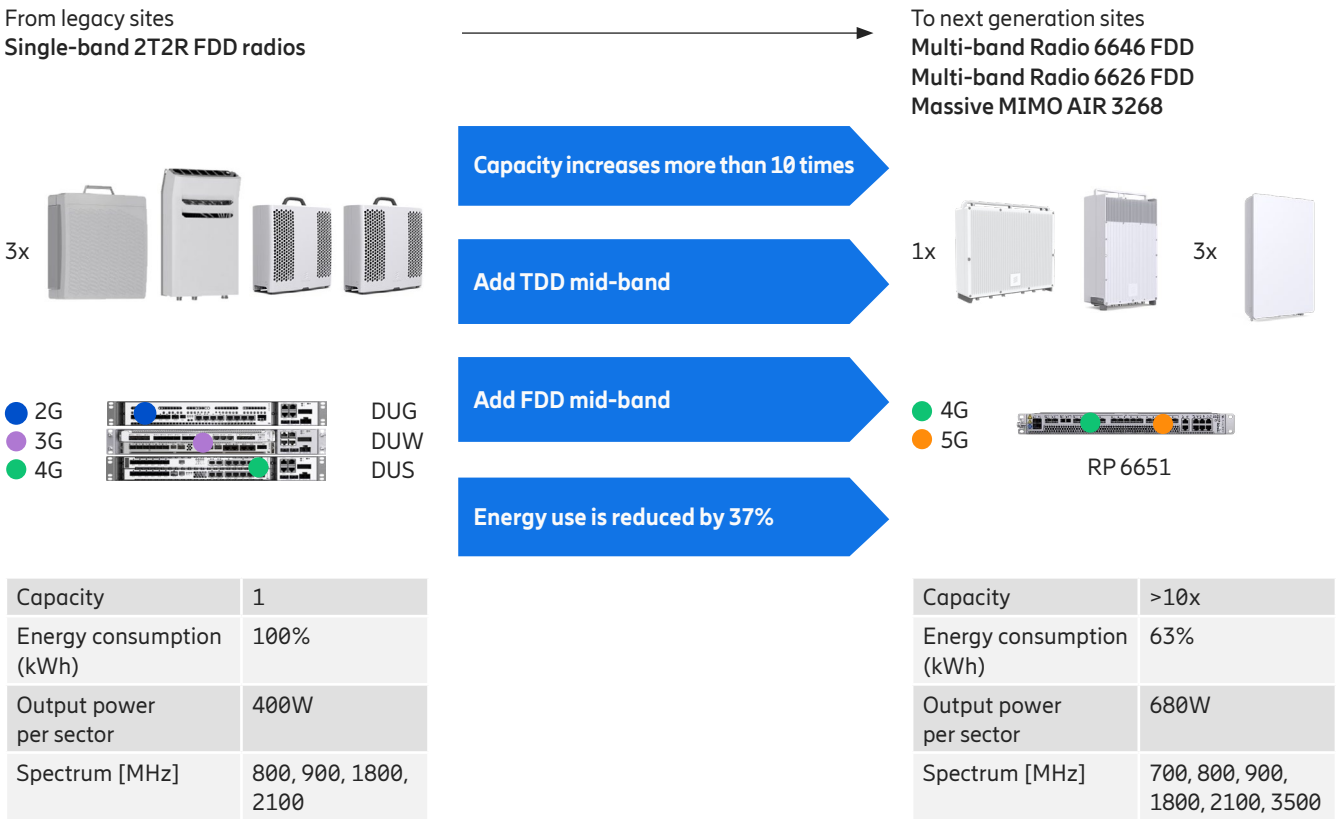 From legacy sites
Single-band 2T2R FDD radios
To next generation sites
Multi-band Radio 6646 FDD
Multi-band Radio 6626 FDD
Massive MIMO AIR 3268
Capacity increases more than 10 times
3x
1x
3x
Add TDD mid-band
2G
DUG
3G
DUW
4G
DUS
Add FDD mid-band
4G
5G
RP 6651
Energy use is reduced by 37%
Capacity
1
Energy consumption
(kWh)
100%
Output power
per sector
400W
Spectrum [MHz]
800, 900, 1800,
2100
Capacity
>10x
Energy consumption
(kWh)
63%
Output power
per sector
680W
Spectrum [MHz]
700, 800, 900,
1800, 2100, 3500